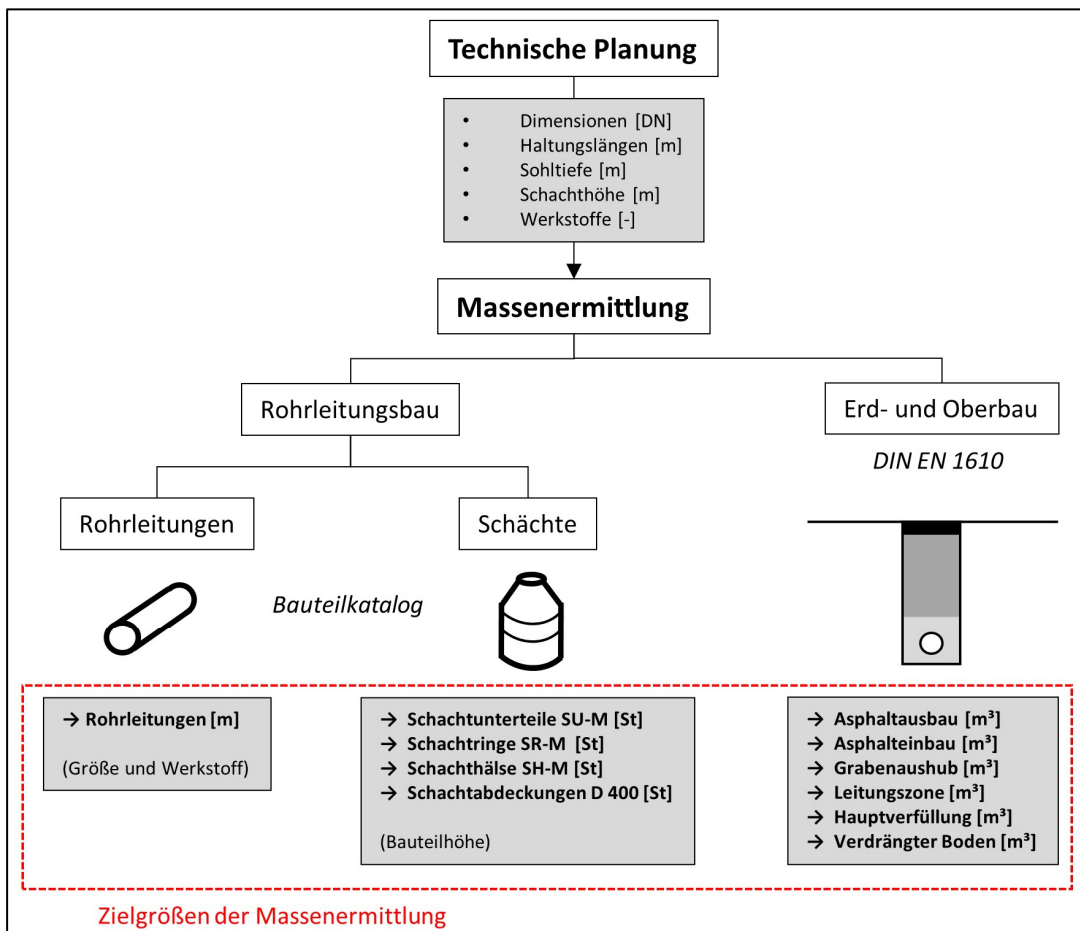 Technische Planung
• Dimensionen [DN]
• Haltungslängen [m]
• Sohltiefe [m]
• Schachthöhe [m]
• Werkstoffe [-]
Massenermittlung
Rohrleitungsbau
Erd- und Oberbau
DIN EN 1610
Rohrleitungen
Schächte
Bauteilkatalog
→ Rohrleitungen [m]
(Größe und Werkstoff)
→ Schachtunterteile SU-M [St]
→ Schachtringe SR-M [St]
→ Schachthälse SH-M [St]
→ Schachtabdeckungen D 400 [St]
(Bauteilhöhe)
→ Asphaltausbau [m³]
→ Asphalteinbau [m³]
→ Grabenaushub [m³]
→ Leitungszone [m³]
→ Hauptverfüllung [m³]
→ Verdrängter Boden [m³]
Zielgrößen der Massenermittlung